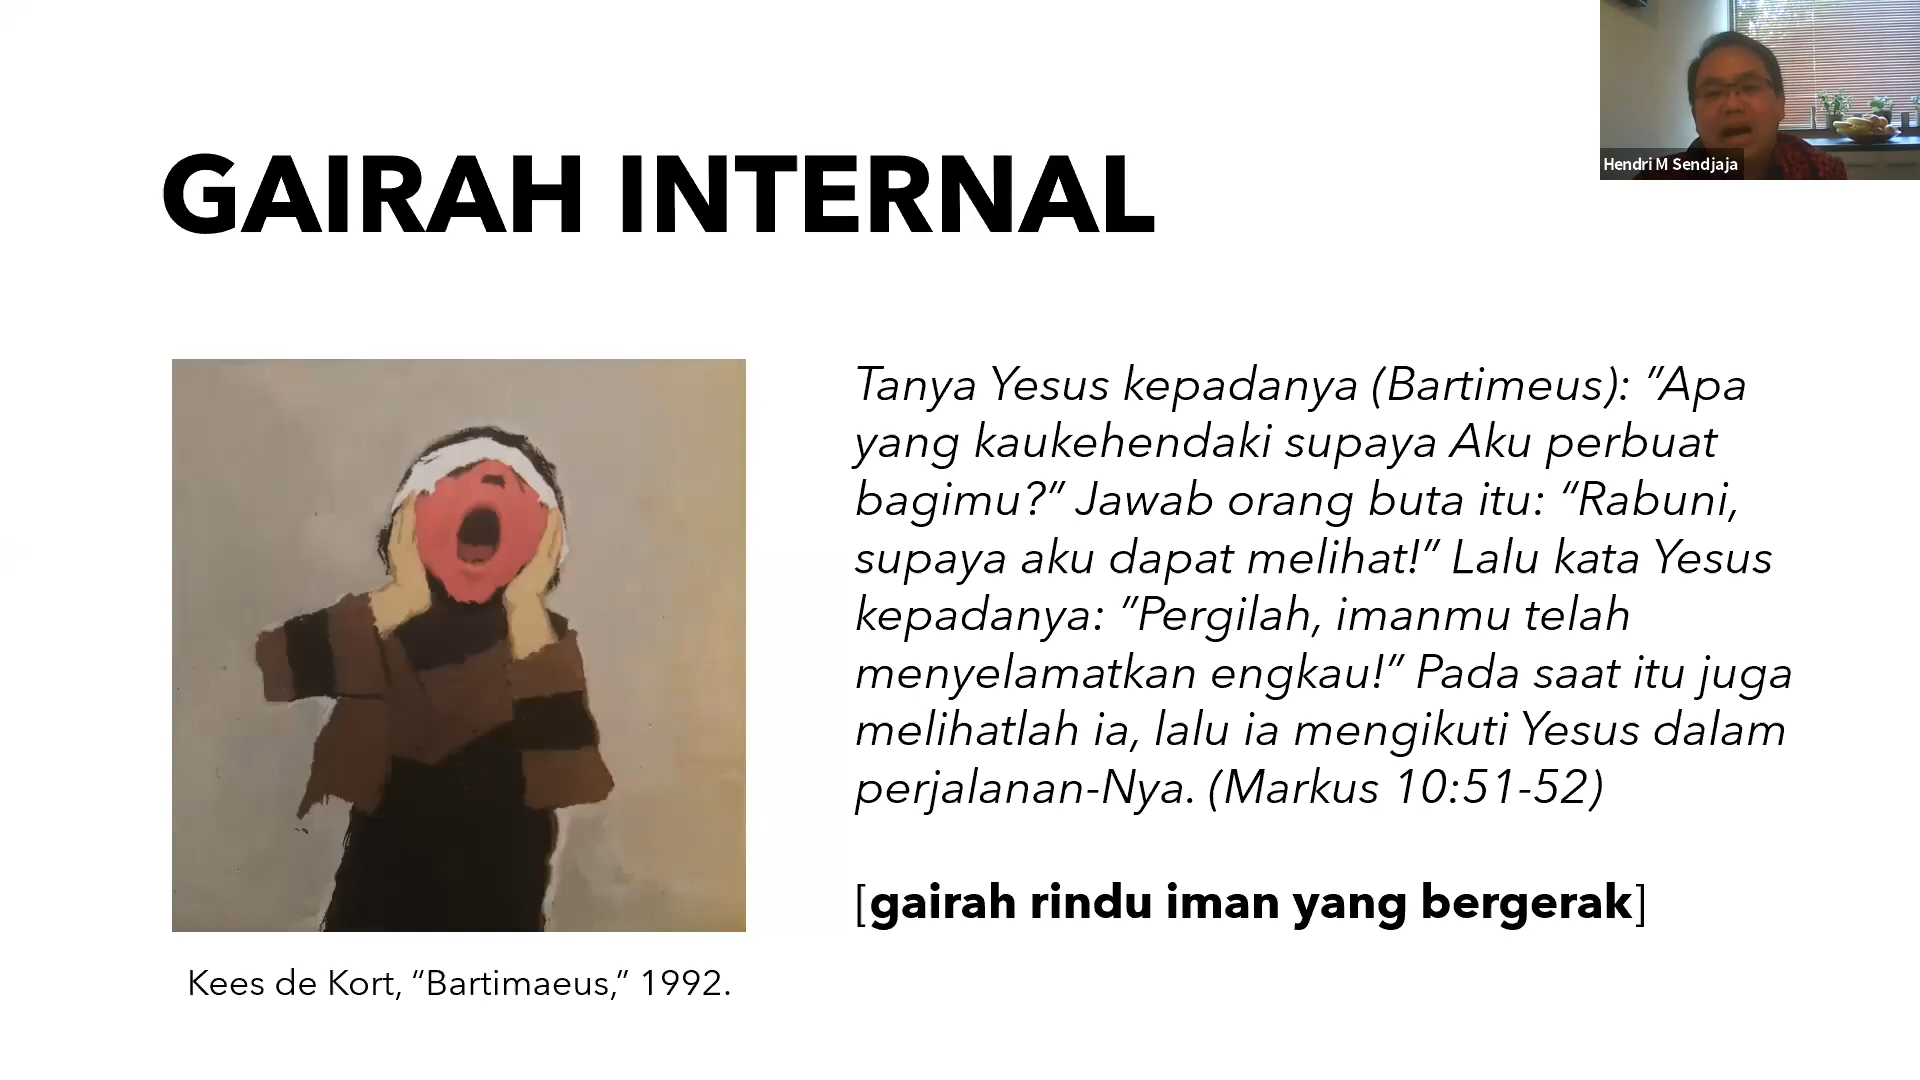 Hendri M Sendjaja
GAIRAH INTERNAL
Tanya Yesus kepadanya (Bartimeus): "Apa
yang kaukehendaki supaya Aku perbuat
bagimu?" Jawab orang buta itu: "Rabuni,
supaya aku dapat melihat!" Lalu kata Yesus
kepadanya: "Pergilah, imanmu telah
menyelamatkan engkau!" Pada saat itu juga
melihatlah ia, lalu ia mengikuti Yesus dalam
perjalanan-Nya. (Markus 10:51-52)
[gairah rindu iman yang bergerak]
Kees de Kort, "Bartimaeus," 1992.